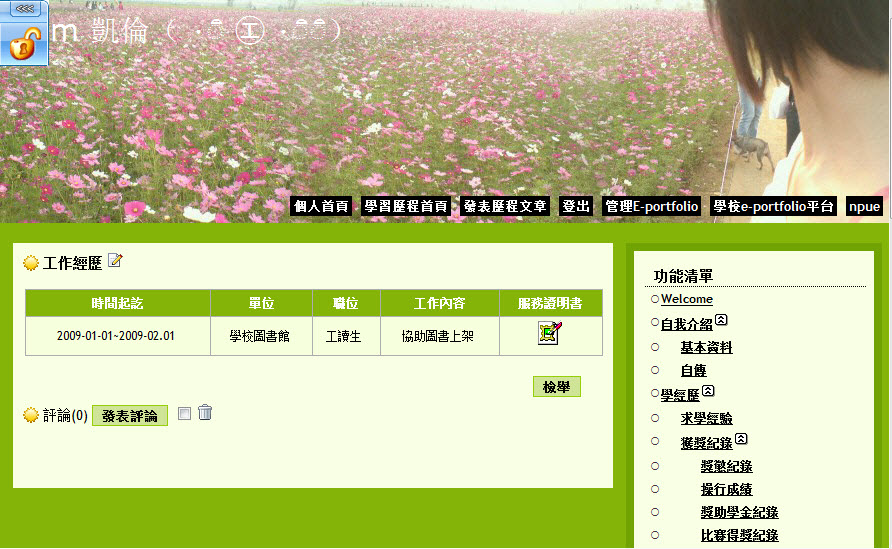 <<<
m 凱倫
個人首頁 學習歷程首頁 發表歷程文章 登出 管理E-portfolio 學校e-portfolio平台 npue
工作經歷
時間起訖 單位 職位 工作內容 服務證明書
2009-01-01~2009-02.01 學校圖書館 工讀生 協助圖書上架
檢舉
評論(0) 發表評論
功能清單
Welcome
自我介紹
基本資料
自傳
學經歷
求學經驗
獲獎紀錄
獎懲紀錄
操行成績
獎助學金紀錄
比賽得獎紀錄